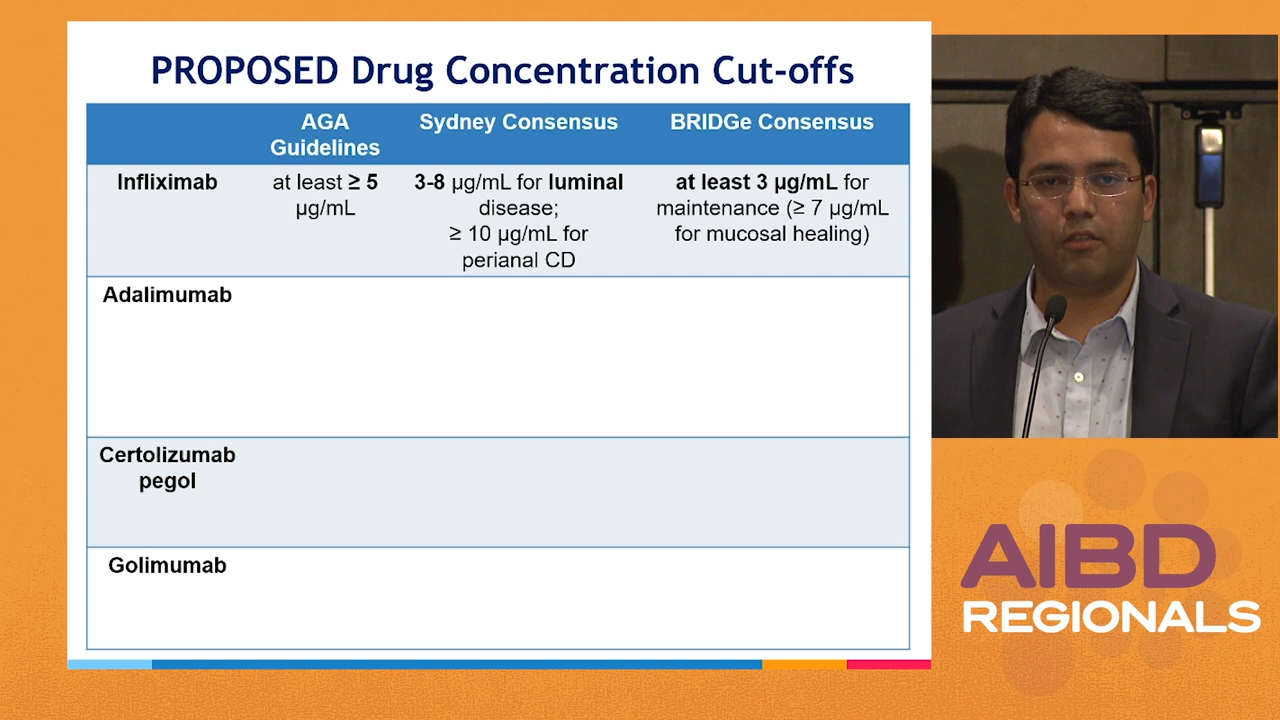 PROPOSED Drug Concentration Cut-offs
AGA
Guidelines
Sydney Consensus
BRIDGe Consensus
Infliximab
at least ≥ 5
µg/mL
3-8 µg/mL for luminal
disease;
≥ 10 µg/mL for
perianal CD
at least 3 µg/mL for
maintenance (≥ 7 µg/mL
for mucosal healing)
Adalimumab
Certolizumab
pegol
Golimumab
AIBD
REGIONALS